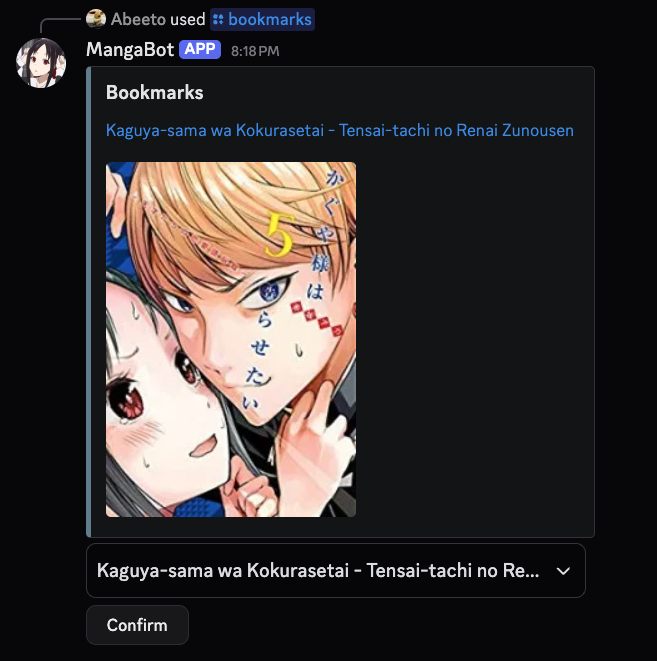 Abeeto used bookmarks
MangaBot APP 8:18 PM
Bookmarks
Kaguya-sama wa Kokurasetai - Tensai-tachi no Renai Zunousen
かぐや様は
5
告らせたい
Kaguya-sama wa Kokurasetai - Tensai-tachi no Re...
Confirm